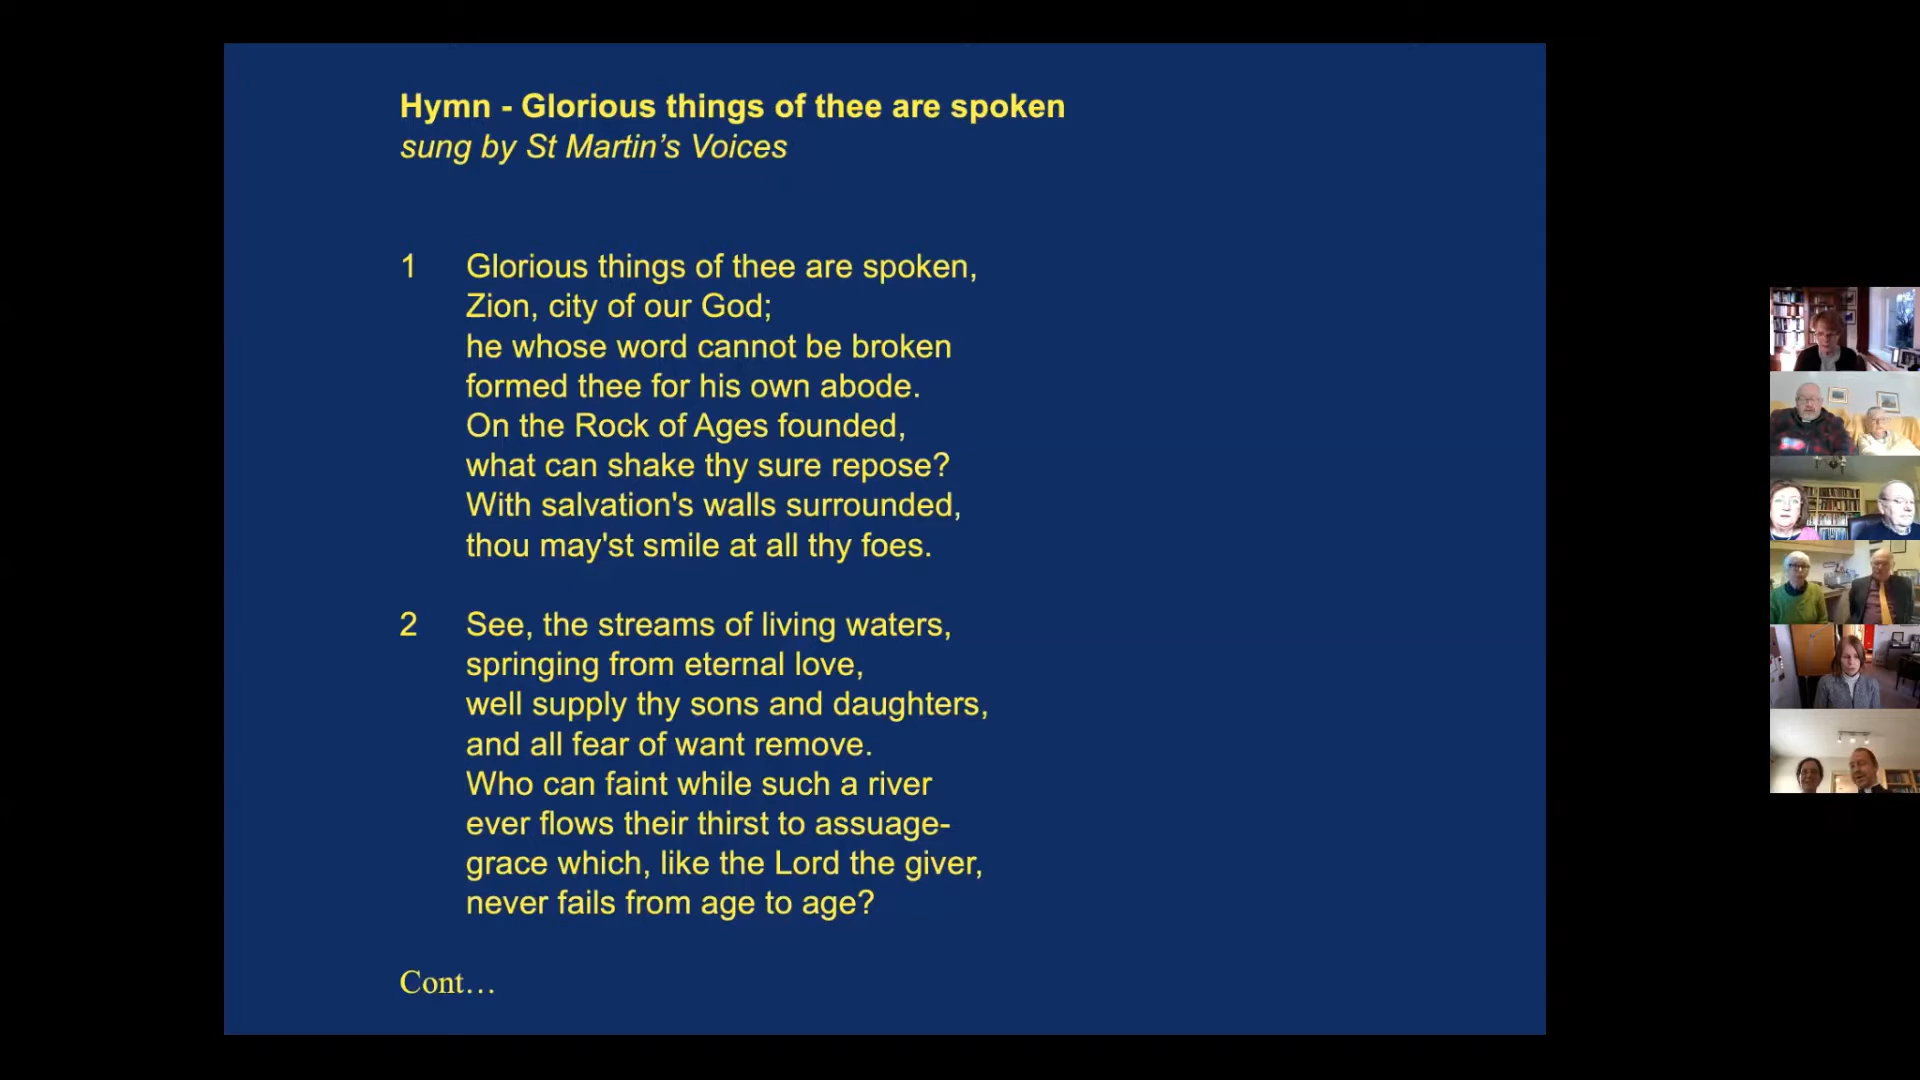 Hymn - Glorious things of thee are spoken
sung by St Martin’s Voices
1 Glorious things of thee are spoken,
Zion, city of our God;
he whose word cannot be broken
formed thee for his own abode.
On the Rock of Ages founded,
what can shake thy sure repose?
With salvation's walls surrounded,
thou may'st smile at all thy foes.
2 See, the streams of living waters,
springing from eternal love,
well supply thy sons and daughters,
and all fear of want remove.
Who can faint while such a river
ever flows their thirst to assuage-
grace which, like the Lord the giver,
never fails from age to age?
Cont…